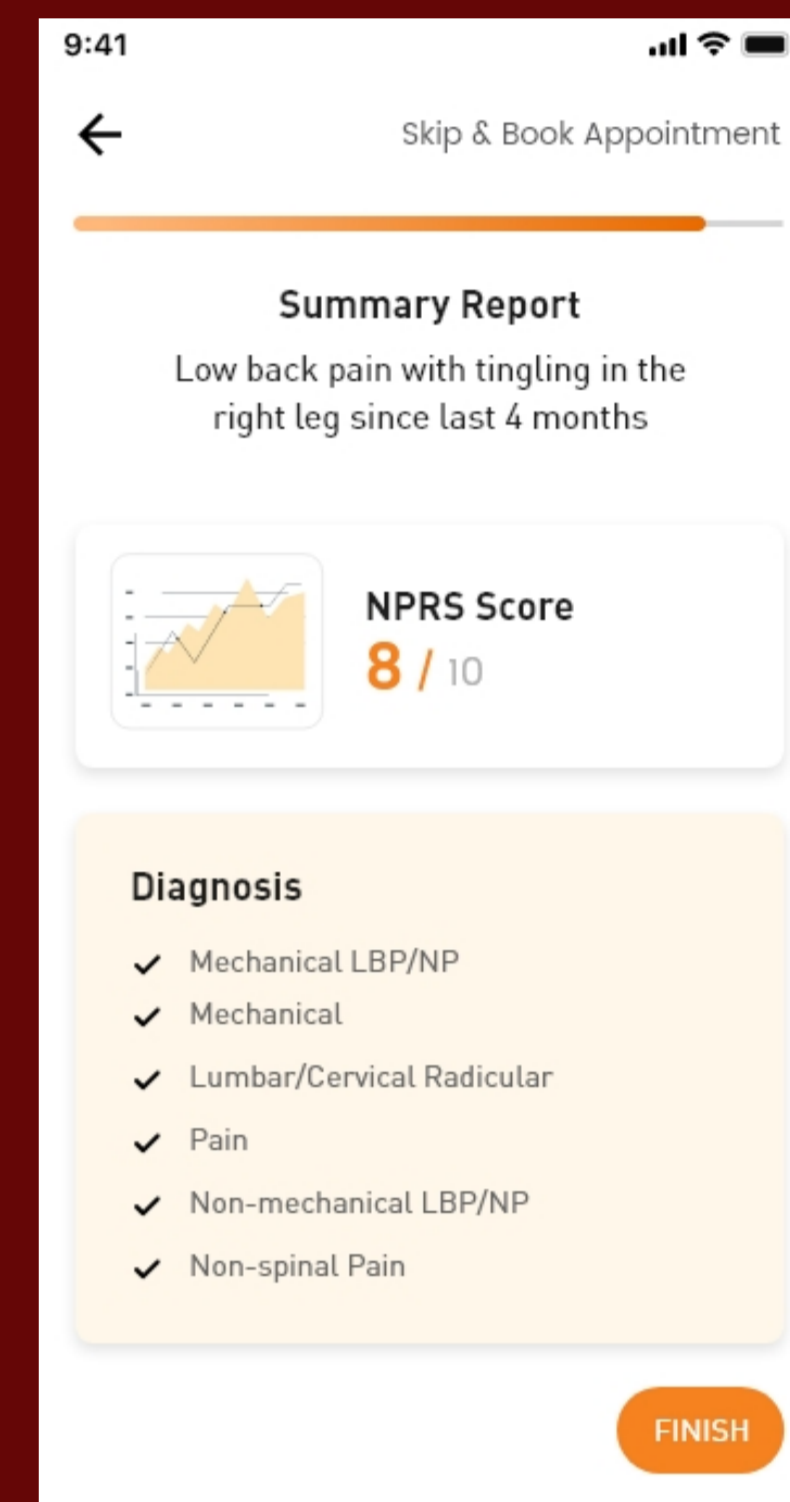 9:41
Skip & Book Appointment
Summary Report
Low back pain with tingling in the
right leg since last 4 months
NPRS Score
8 / 10
Diagnosis
Mechanical LBP/NP
Mechanical
Lumbar/Cervical Radicular
Pain
Non-mechanical LBP/NP
Non-spinal Pain
FINISH